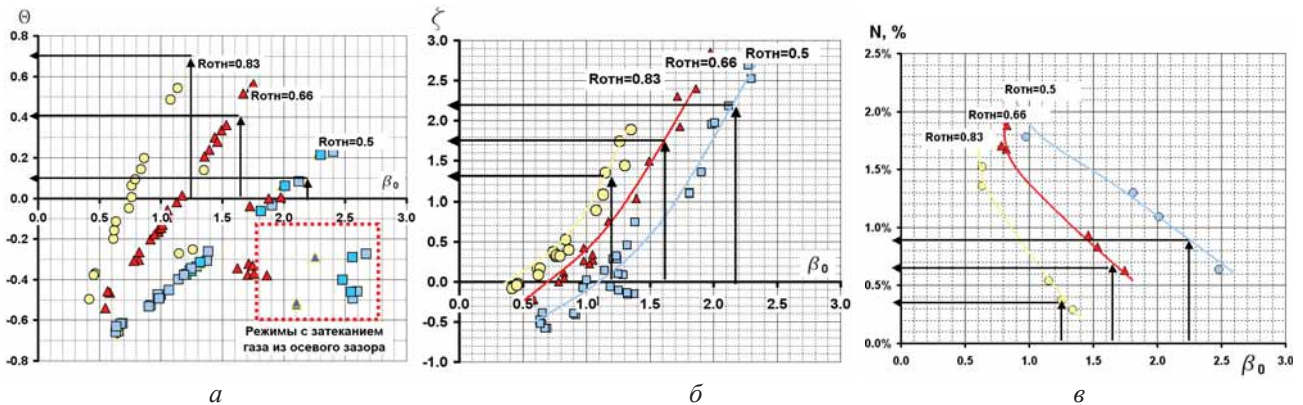 Θ
0.8
0.6
0.4
0.2
0.0
-0.2
-0.4
-0.6
-0.8
0.0 0.5 1.0 1.5 2.0 2.5 3.0
Rотн=0.83
Rотн=0.66
Rотн=0.5
β₀
Режимы с затеканием
газа из осевого зазора
а
ζ
3.0
2.5
2.0
1.5
1.0
0.5
0.0
-0.5
-1.0
0.0 0.5 1.0 1.5 2.0 2.5 3.0
Rотн=0.5
Rотн=0.66
Rотн=0.83
β₀
б
N, %
2.5%
2.0%
1.5%
1.0%
0.5%
0.0%
0.0 0.5 1.0 1.5 2.0 2.5 3.0
Rотн=0.5
Rотн=0.66
Rотн=0.83
β₀
в